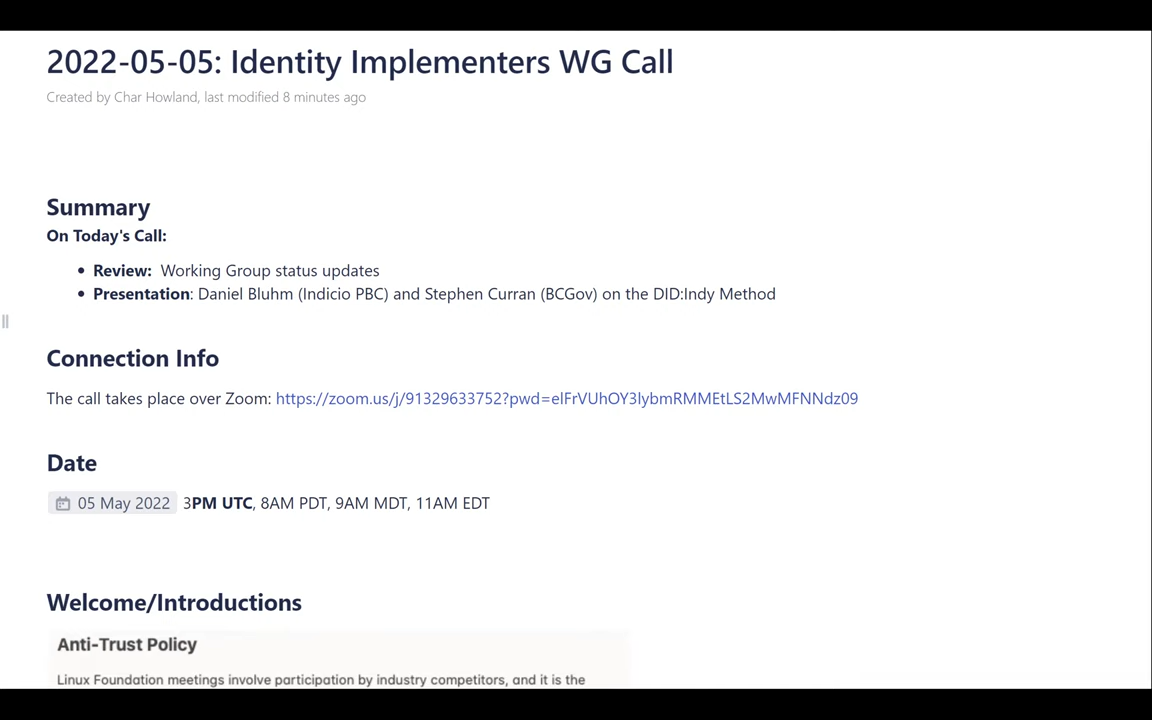 2022-05-05: Identity Implementers WG Call
Created by Char Howland, last modified 8 minutes ago
Summary
On Today's Call:
• Review: Working Group status updates
• Presentation: Daniel Bluhm (Indicio PBC) and Stephen Curran (BCGov) on the DID:Indy Method
Connection Info
The call takes place over Zoom: https://zoom.us/j/91329633752?pwd=elFrVUhOY3lybmRMMEtLS2MwMFNNdz09
Date
05 May 2022 3PM UTC, 8AM PDT, 9AM MDT, 11AM EDT
Welcome/Introductions
Anti-Trust Policy
Linux Foundation meetings involve participation by industry competitors, and it is the